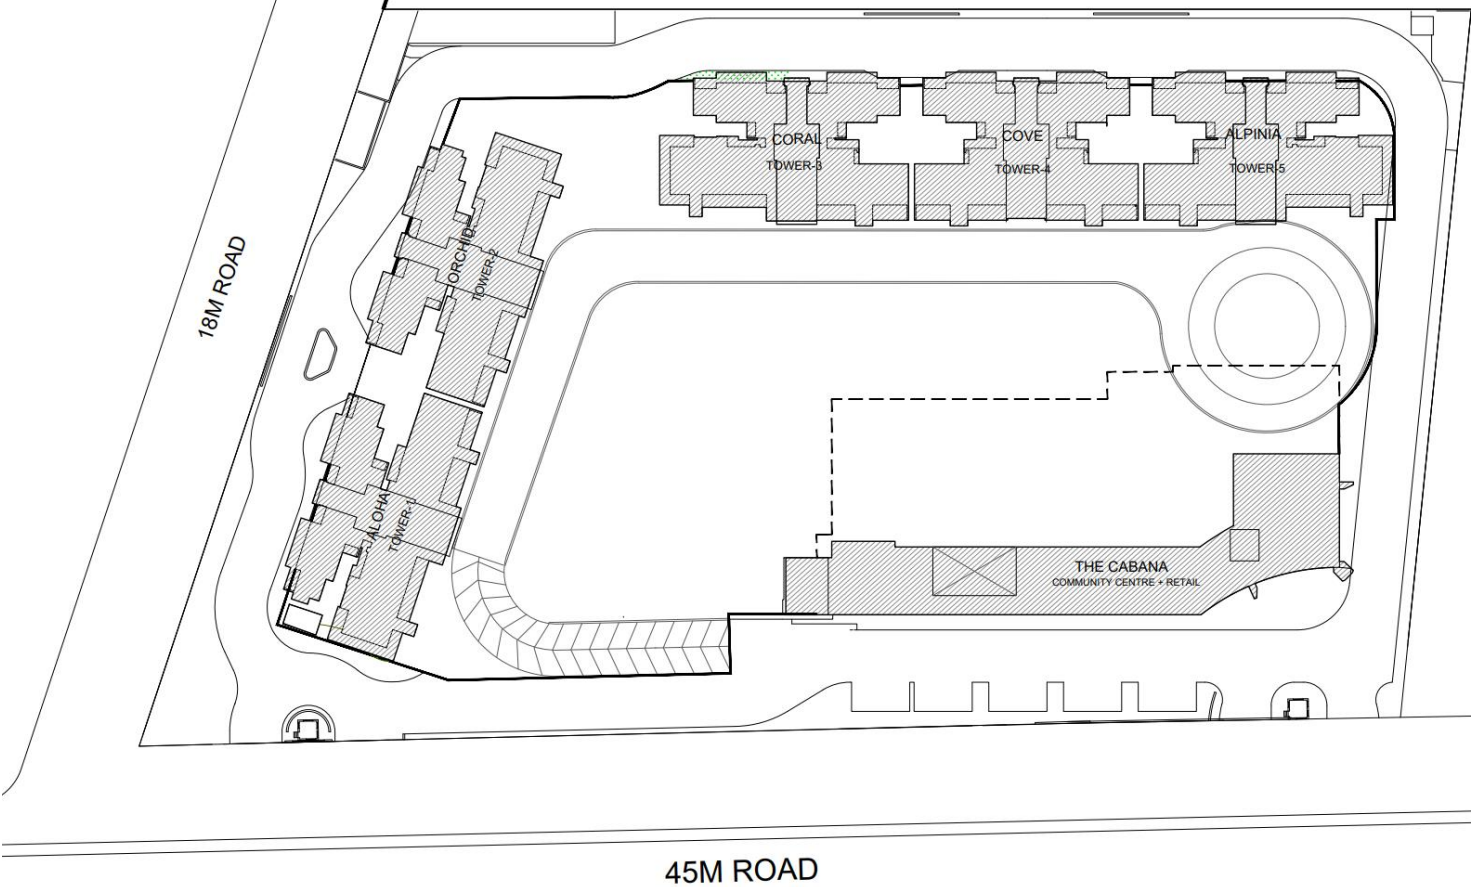 CORAL
TOWER-3
COVE
TOWER-4
ALPINIA
TOWER-5
ORCHID
TOWER-2
18M ROAD
ALOHA
TOWER-1
THE CABANA
COMMUNITY CENTRE + RETAIL
45M ROAD